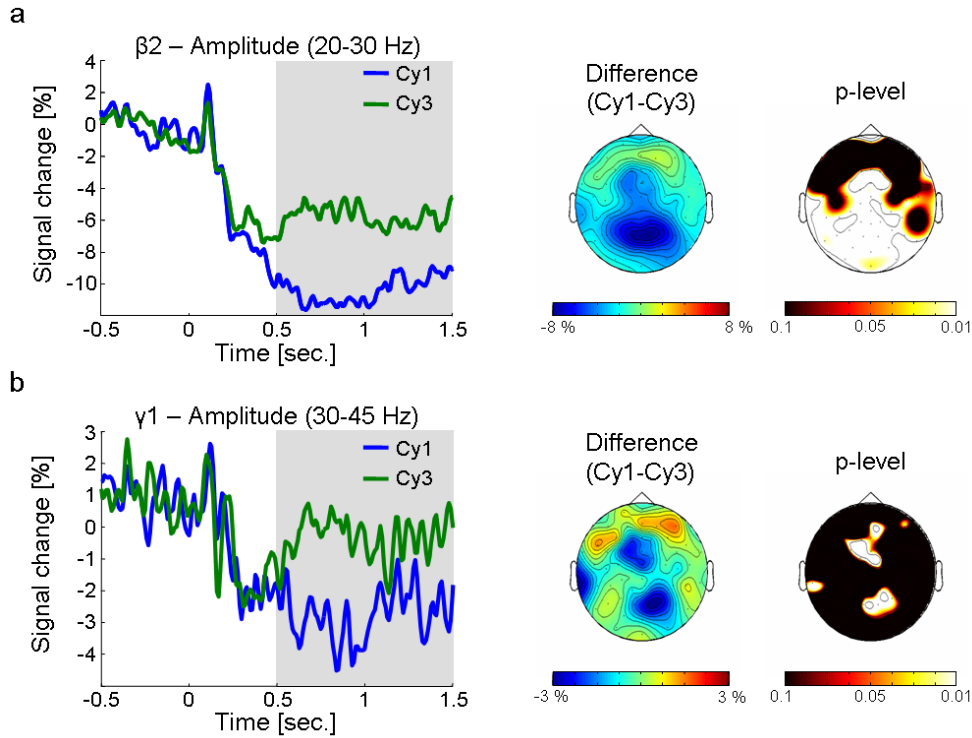 a
β2 – Amplitude (20-30 Hz)
Signal change [%]
4
2
0
-2
-4
-6
-8
-10
-0.5
0
0.5
1
1.5
Time [sec.]
Cy1
Cy3
Difference
(Cy1-Cy3)
-8 %
8 %
p-level
0.1
0.05
0.01
b
γ1 – Amplitude (30-45 Hz)
Signal change [%]
3
2
1
0
-1
-2
-3
-4
-0.5
0
0.5
1
1.5
Time [sec.]
Cy1
Cy3
Difference
(Cy1-Cy3)
-3 %
3 %
p-level
0.1
0.05
0.01